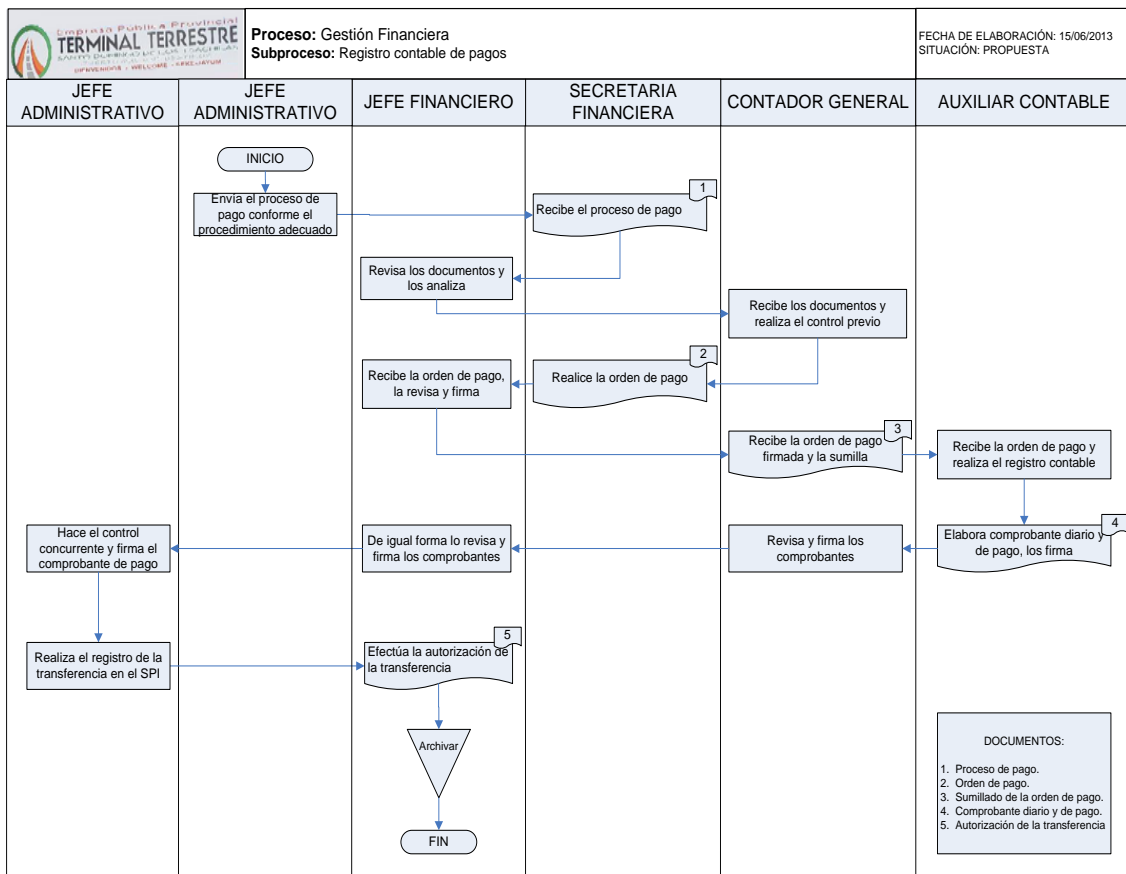 Empresa Pública Provincial
TERMINAL TERRESTRE
BIENVENIDOS - WELCOME -
Proceso: Gestión Financiera
Subproceso: Registro contable de pagos
FECHA DE ELABORACIÓN: 15/06/2013
SITUACIÓN: PROPUESTA
JEFE
ADMINISTRATIVO
JEFE
ADMINISTRATIVO
JEFE FINANCIERO
SECRETARIA
FINANCIERA
CONTADOR GENERAL
AUXILIAR CONTABLE
INICIO
Envía el proceso de
pago conforme el
procedimiento adecuado
1
Recibe el proceso de pago
Revisa los documentos y
los analiza
Recibe los documentos y
realiza el control previo
2
Realice la orden de pago
Recibe la orden de pago,
la revisa y firma
3
Recibe la orden de pago
firmada y la sumilla
Recibe la orden de pago y
realiza el registro contable
4
Elabora comprobante diario y
de pago, los firma
Revisa y firma los
comprobantes
De igual forma lo revisa y
firma los comprobantes
Hace el control
concurrente y firma el
comprobante de pago
Realiza el registro de la
transferencia en el SPI
5
Efectúa la autorización de
la transferencia
Archivar
FIN
DOCUMENTOS:
1. Proceso de pago.
2. Orden de pago.
3. Sumillado de la orden de pago.
4. Comprobante diario y de pago.
5. Autorización de la transferencia